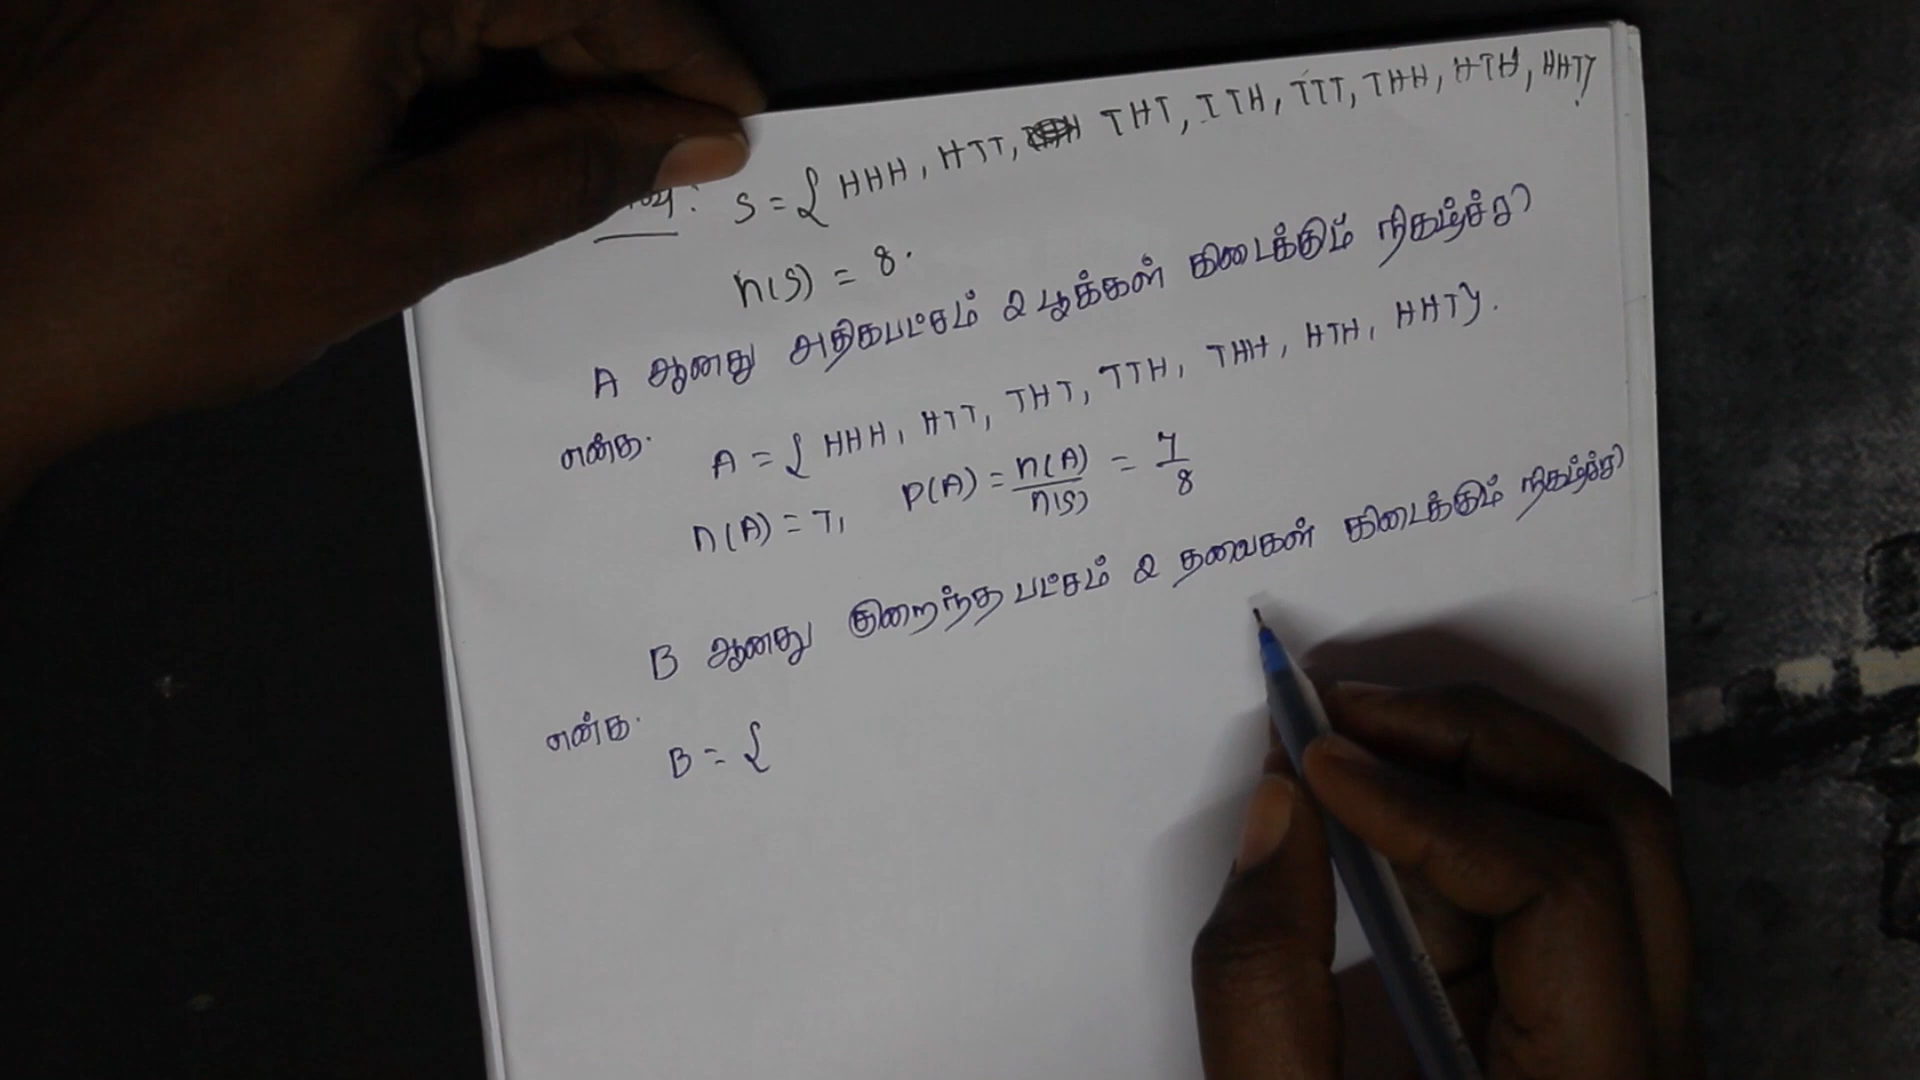 S = { HHH, HTT, THT, TTH, TTT, THH, HTH, HHT}
n(S) = 8.
A ஆனது அதிகபட்சம் 2 பூக்கள் கிடைக்கும் நிகழ்ச்சி
என்க.
A = { HHH, HTT, THT, TTH, THH, HTH, HHT}.
n(A) = 7, P(A) = n(A)/n(S) = 7/8
B ஆனது குறைந்த பட்சம் 2 தலைகள் கிடைக்கும் நிகழ்ச்சி
என்க.
B = {